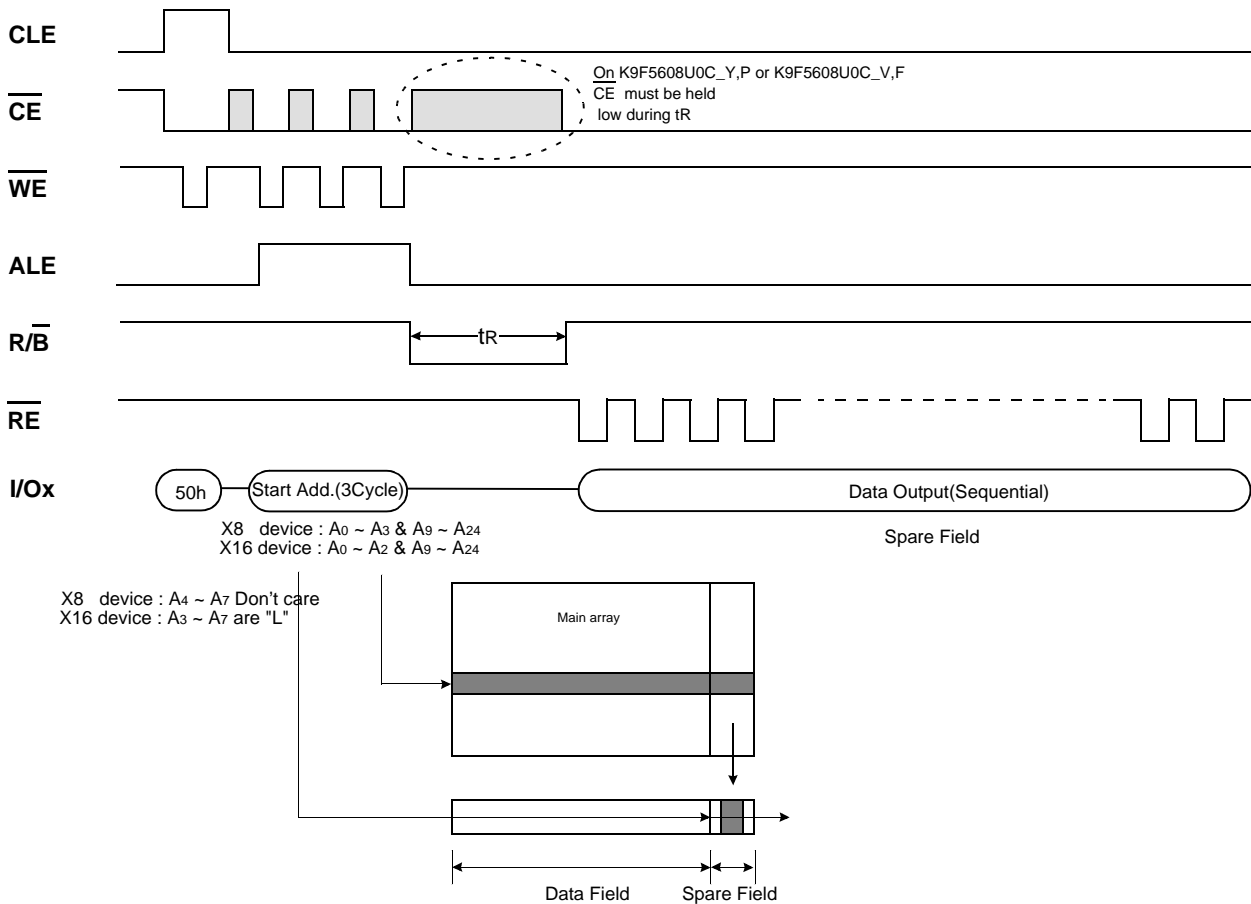 CLE
On K9F5608U0C_Y,P or K9F5608U0C_V,F
CE must be held
low during tR
CE
WE
ALE
R/B
tR
RE
I/Ox
50h
Start Add.(3Cycle)
Data Output(Sequential)
X8 device : A0 ~ A3 & A9 ~ A24
X16 device : A0 ~ A2 & A9 ~ A24
Spare Field
X8 device : A4 ~ A7 Don't care
X16 device : A3 ~ A7 are "L"
Main array
Data Field
Spare Field